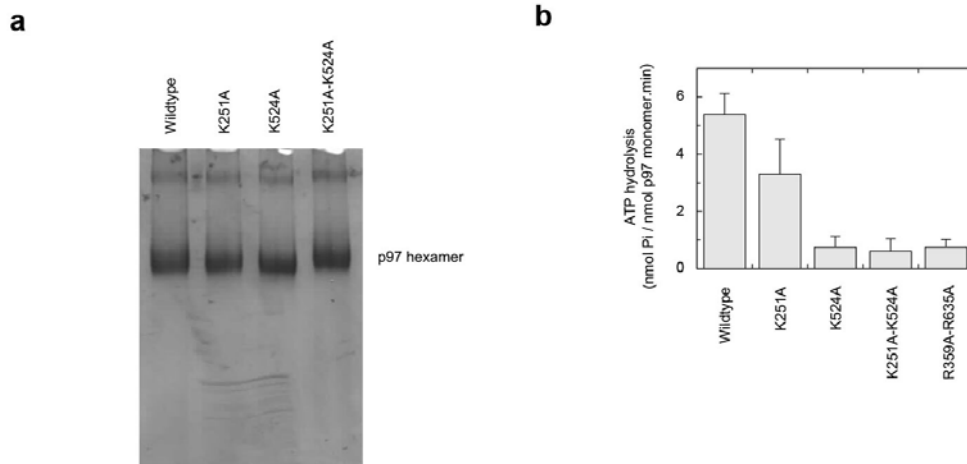 a
Wildtype
K251A
K524A
K251A-K524A
p97 hexamer
b
ATP hydrolysis
(nmol Pi / nmol p97 monomer.min)
6
4
2
0
Wildtype
K251A
K524A
K251A-K524A
R359A-R635A